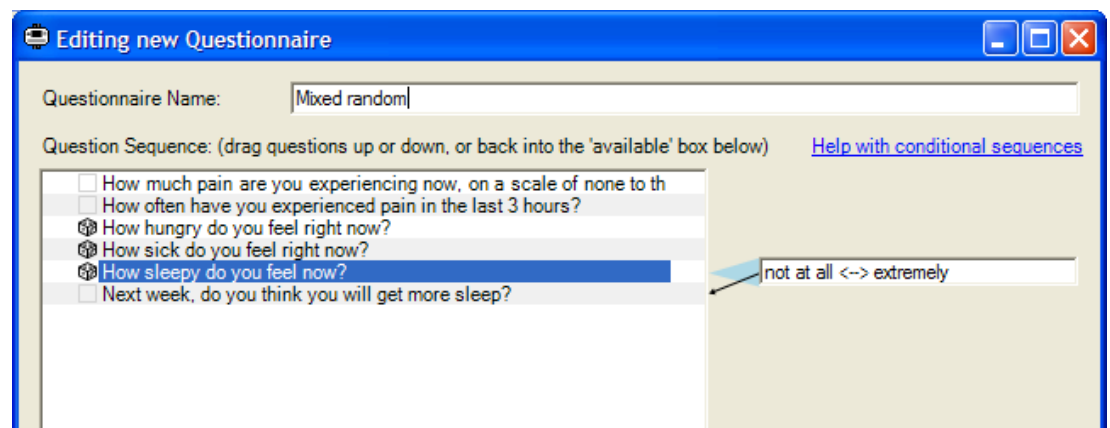 Editing new Questionnaire
Questionnaire Name: Mixed random
Question Sequence: (drag questions up or down, or back into the 'available' box below) Help with conditional sequences
How much pain are you experiencing now, on a scale of none to th
How often have you experienced pain in the last 3 hours?
How hungry do you feel right now?
How sick do you feel right now?
How sleepy do you feel now?
not at all <--> extremely
Next week, do you think you will get more sleep?